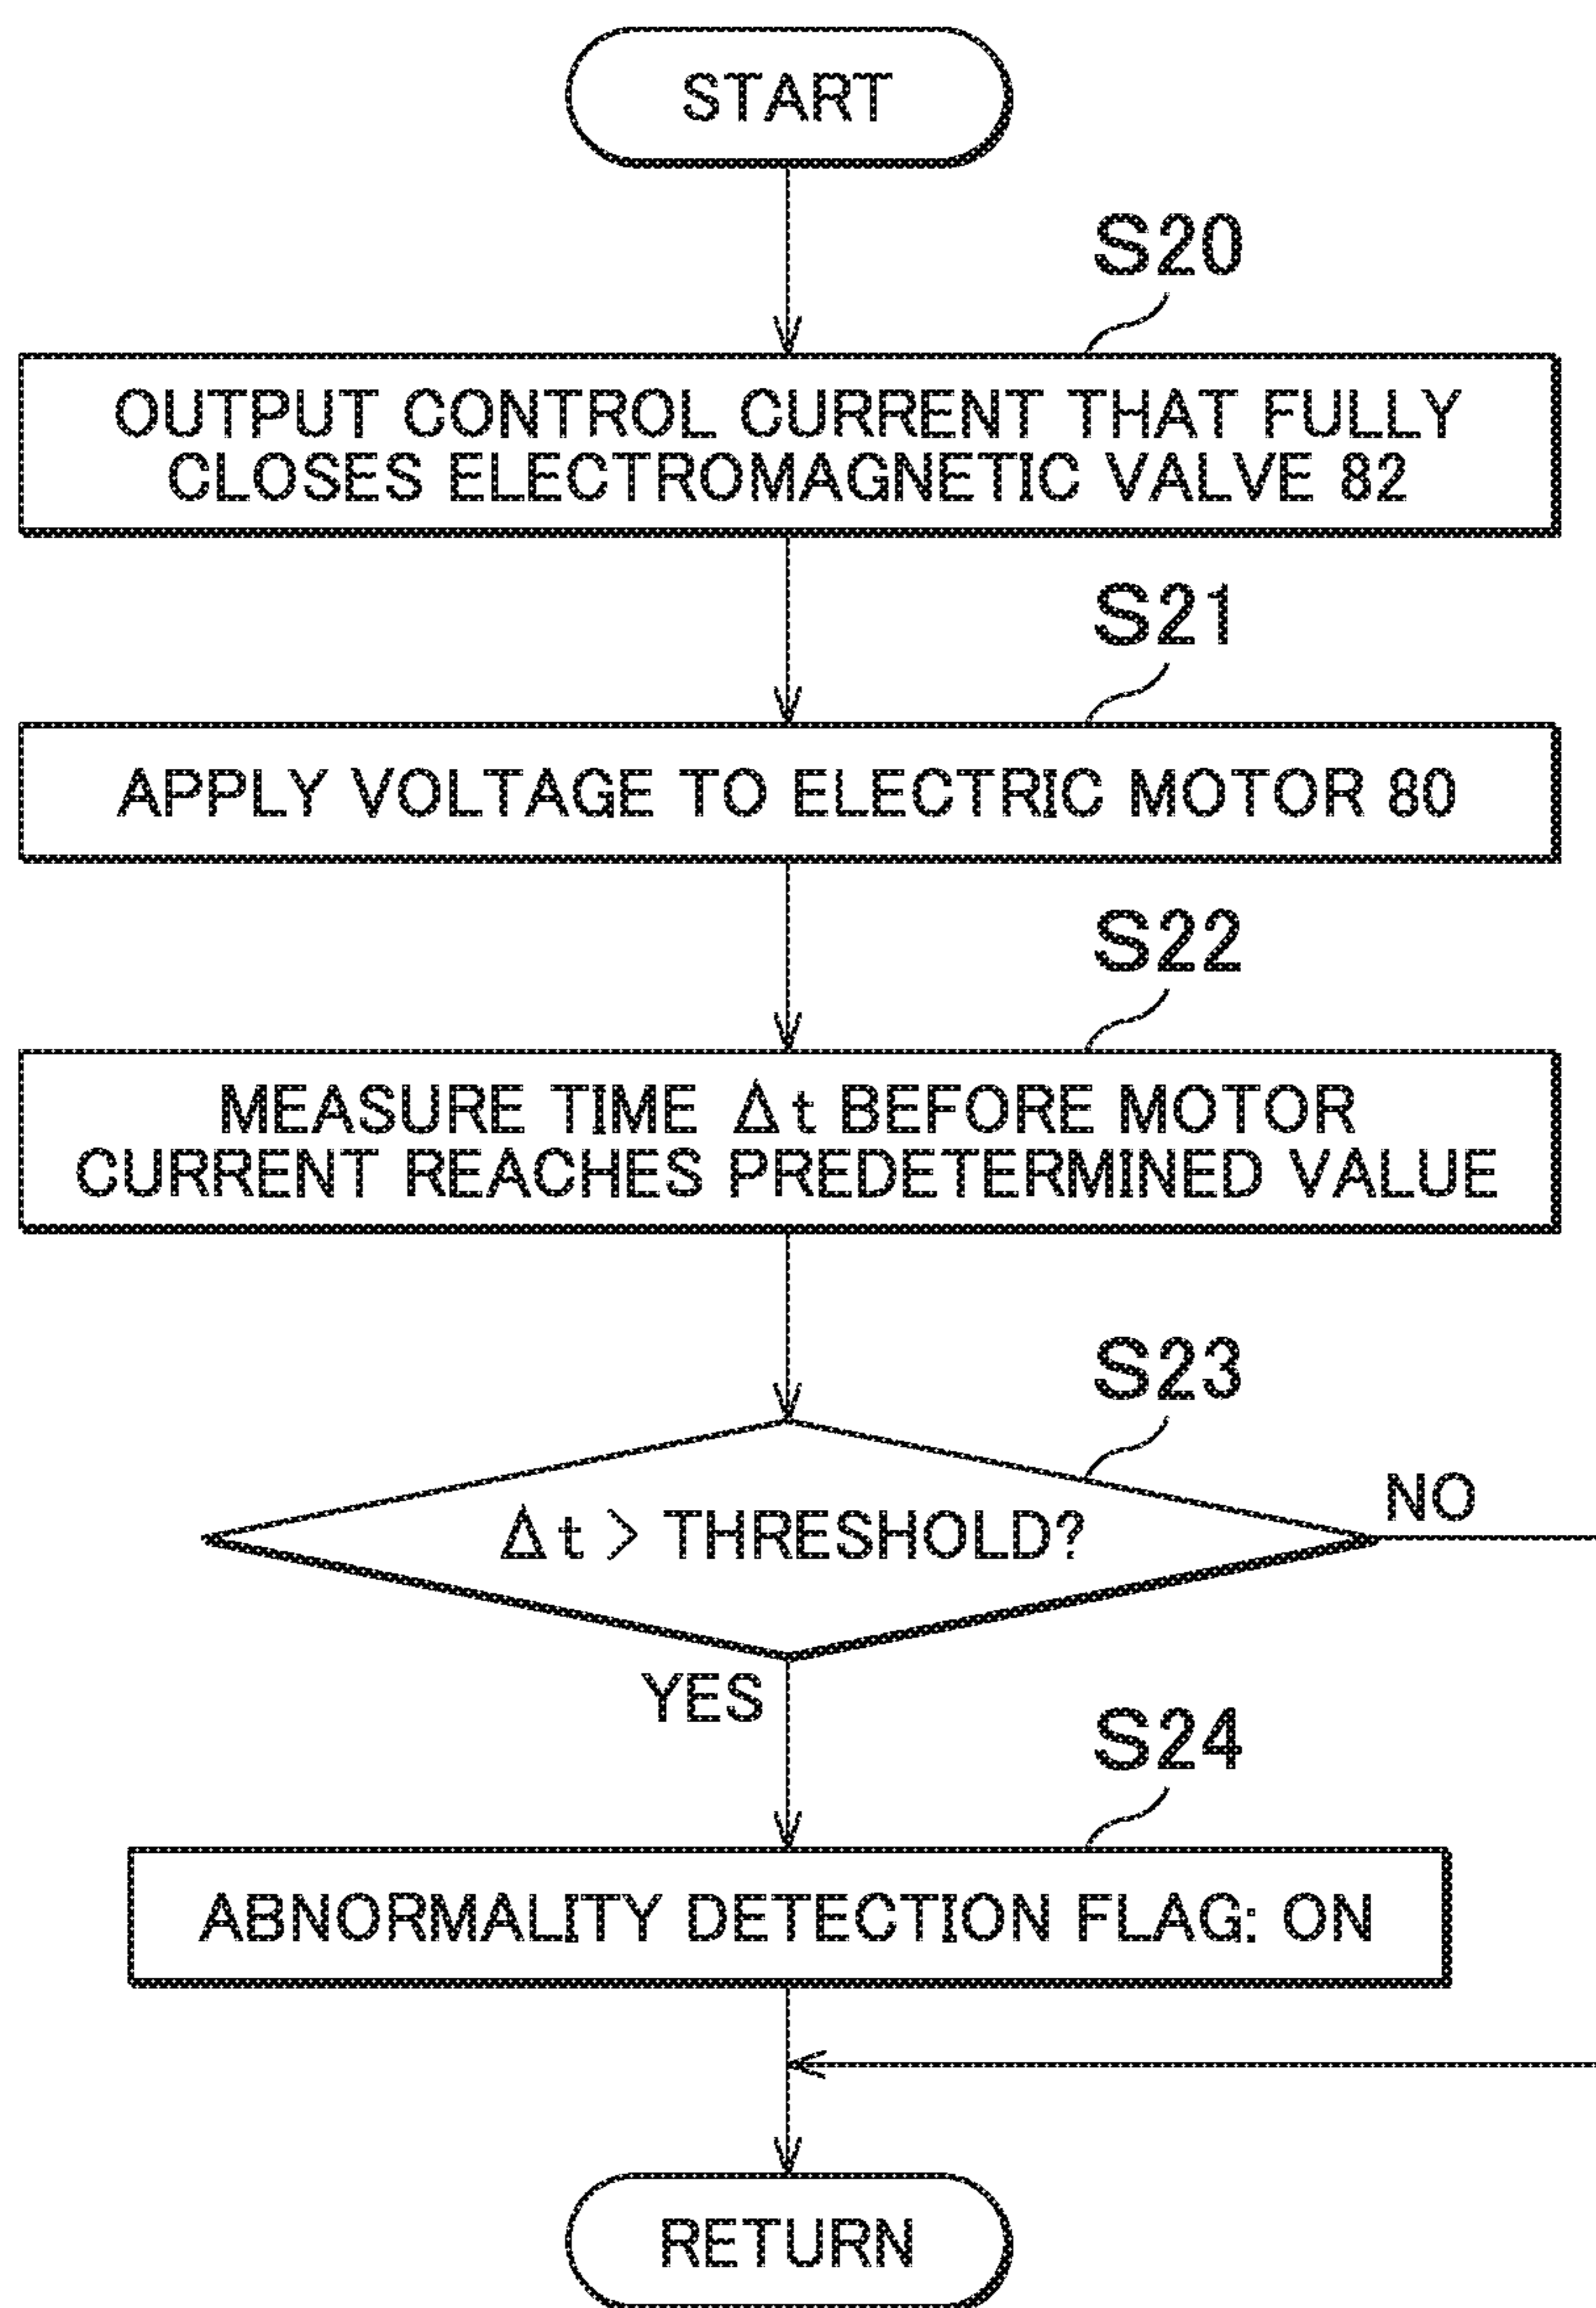 START
S20
OUTPUT CONTROL CURRENT THAT FULLY
CLOSES ELECTROMAGNETIC VALVE 82
S21
APPLY VOLTAGE TO ELECTRIC MOTOR 80
S22
MEASURE TIME Δt BEFORE MOTOR
CURRENT REACHES PREDETERMINED VALUE
S23
Δt > THRESHOLD?
NO
YES
S24
ABNORMALITY DETECTION FLAG: ON
RETURN